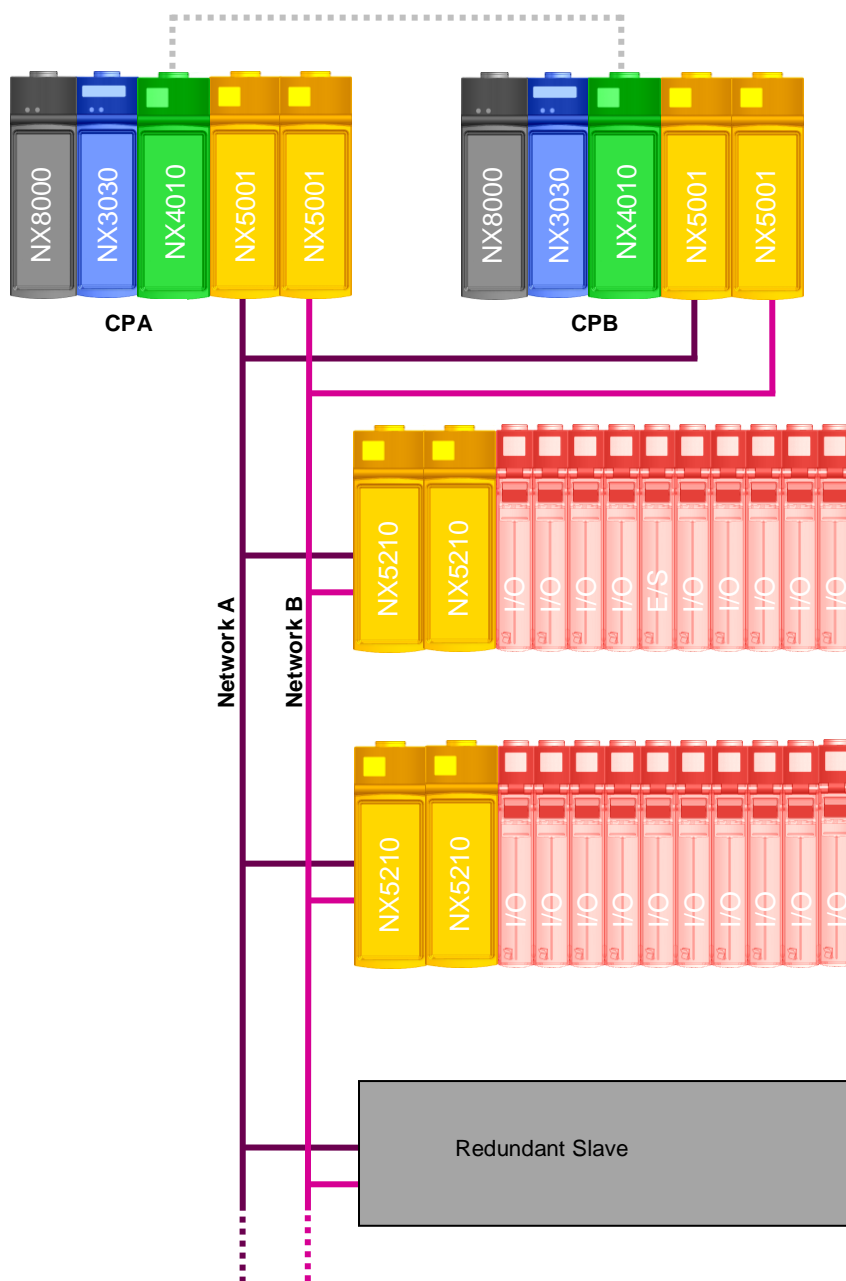 NX8000
NX3030
NX4010
NX5001
NX5001
NX8000
NX3030
NX4010
NX5001
NX5001
CPA
CPB
NX5210
NX5210
I/O
I/O
I/O
I/O
E/S
I/O
I/O
I/O
I/O
I/O
Network A
Network B
NX5210
NX5210
I/O
I/O
I/O
I/O
I/O
I/O
I/O
I/O
I/O
I/O
Redundant Slave